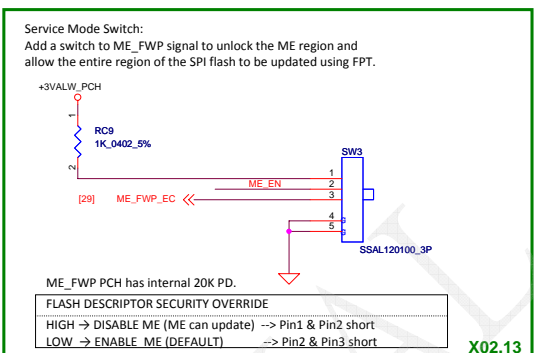 Service Mode Switch:
Add a switch to ME_FWP signal to unlock the ME region and
allow the entire region of the SPI flash to be updated using FPT.
+3VALW_PCH
1
RC9
1K_0402_5%
2
SW3
1
ME_EN 2
[29] ME_FWP_EC 3
4
5
SSAL120100_3P
ME_FWP PCH has internal 20K PD.
FLASH DESCRIPTOR SECURITY OVERRIDE
HIGH → DISABLE ME (ME can update) --> Pin1 & Pin2 short
LOW → ENABLE ME (DEFAULT) --> Pin2 & Pin3 short
X02.13